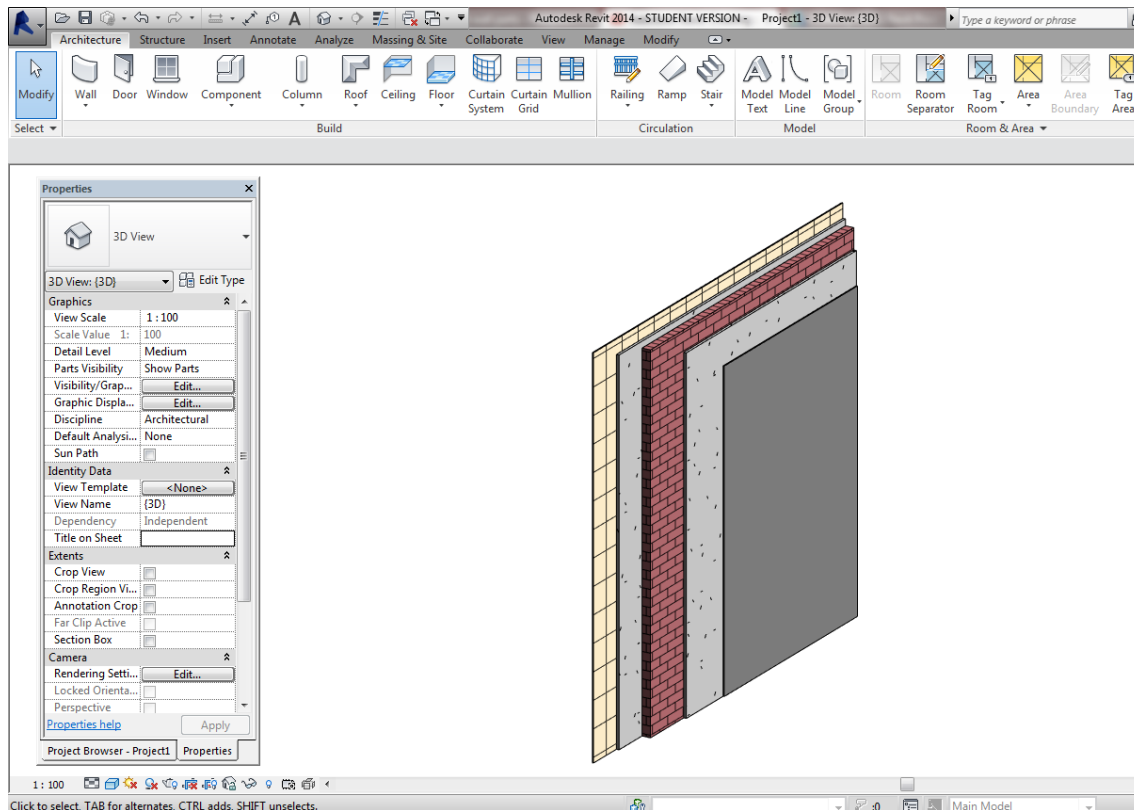 Autodesk Revit 2014 - STUDENT VERSION - Project1 - 3D View: {3D}
Type a keyword or phrase
Architecture Structure Insert Annotate Analyze Massing & Site Collaborate View Manage Modify
Modify Wall Door Window Component Column Roof Ceiling Floor Curtain System Curtain Grid Mullion Railing Ramp Stair Model Text Model Line Model Group Room Room Separator Tag Room Area Area Boundary Tag Area
Select Build Circulation Model Room & Area
Properties
3D View
3D View: {3D} Edit Type
Graphics
View Scale 1 : 100
Scale Value 1: 100
Detail Level Medium
Parts Visibility Show Parts
Visibility/Grap... Edit...
Graphic Displa... Edit...
Discipline Architectural
Default Analysi... None
Sun Path
Identity Data
View Template <None>
View Name {3D}
Dependency Independent
Title on Sheet
Extents
Crop View
Crop Region Vi...
Annotation Crop
Far Clip Active
Section Box
Camera
Rendering Setti... Edit...
Locked Orienta...
Perspective
Properties help Apply
Project Browser - Project1 Properties
1 : 100
Click to select, TAB for alternates, CTRL adds, SHIFT unselects. :0 Main Model